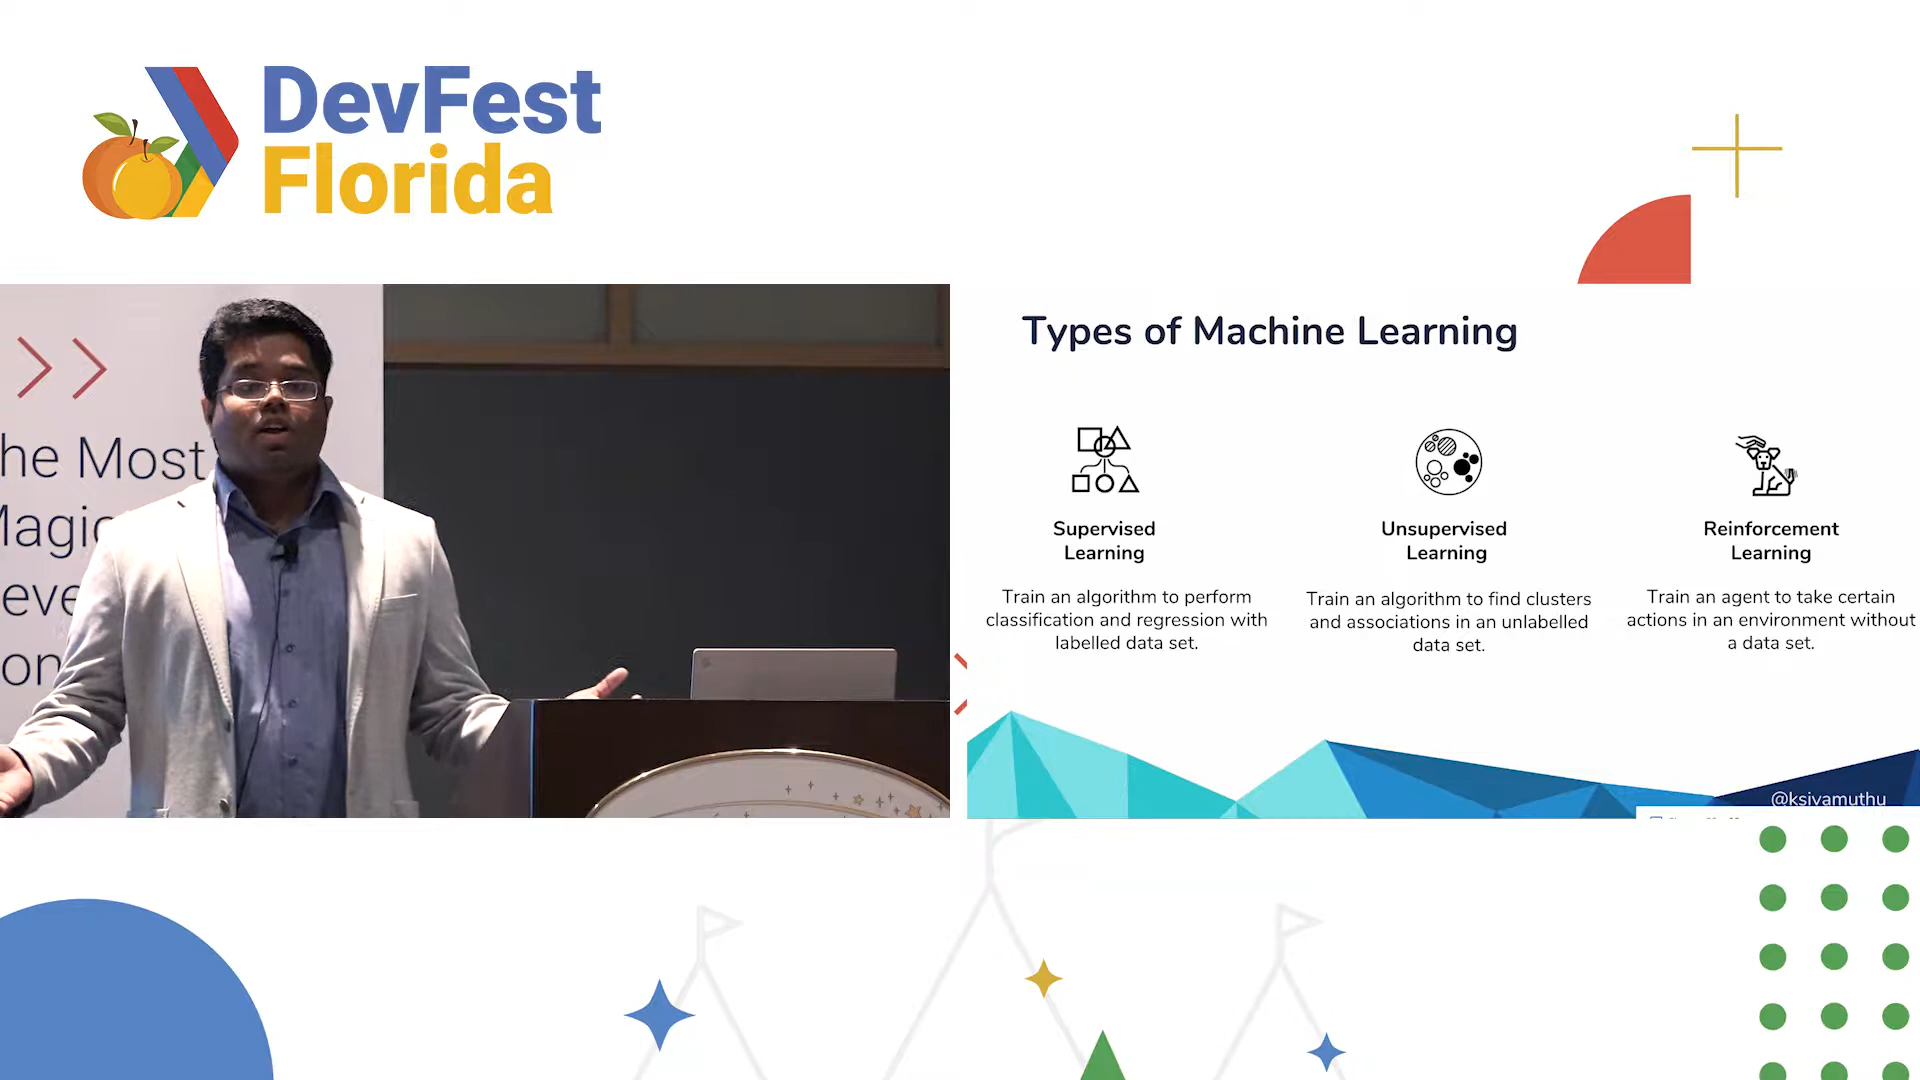 DevFest
Florida
he Most
Magic
eve
on
Types of Machine Learning
Supervised
Learning
Train an algorithm to perform
classification and regression with
labelled data set.
Unsupervised
Learning
Train an algorithm to find clusters
and associations in an unlabelled
data set.
Reinforcement
Learning
Train an agent to take certain
actions in an environment without
a data set.
@ksivamuthu